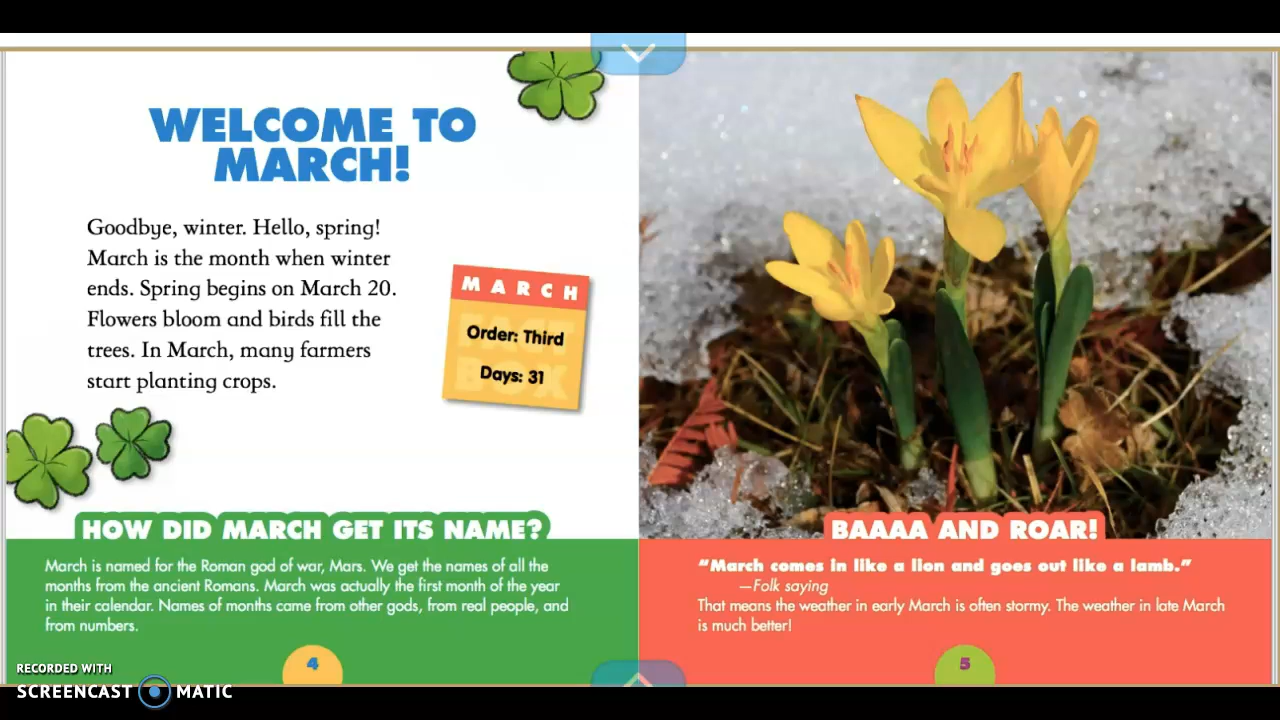 WELCOME TO
MARCH!
Goodbye, winter. Hello, spring!
March is the month when winter
ends. Spring begins on March 20.
Flowers bloom and birds fill the
trees. In March, many farmers
start planting crops.
MARCH
FACT
BOX
Order: Third
Days: 31
HOW DID MARCH GET ITS NAME?
March is named for the Roman god of war, Mars. We get the names of all the
months from the ancient Romans. March was actually the first month of the year
in their calendar. Names of months came from other gods, from real people, and
from numbers.
4
BAAAA AND ROAR!
“March comes in like a lion and goes out like a lamb.”
—Folk saying
That means the weather in early March is often stormy. The weather in late March
is much better!
5
RECORDED WITH
SCREENCAST MATIC